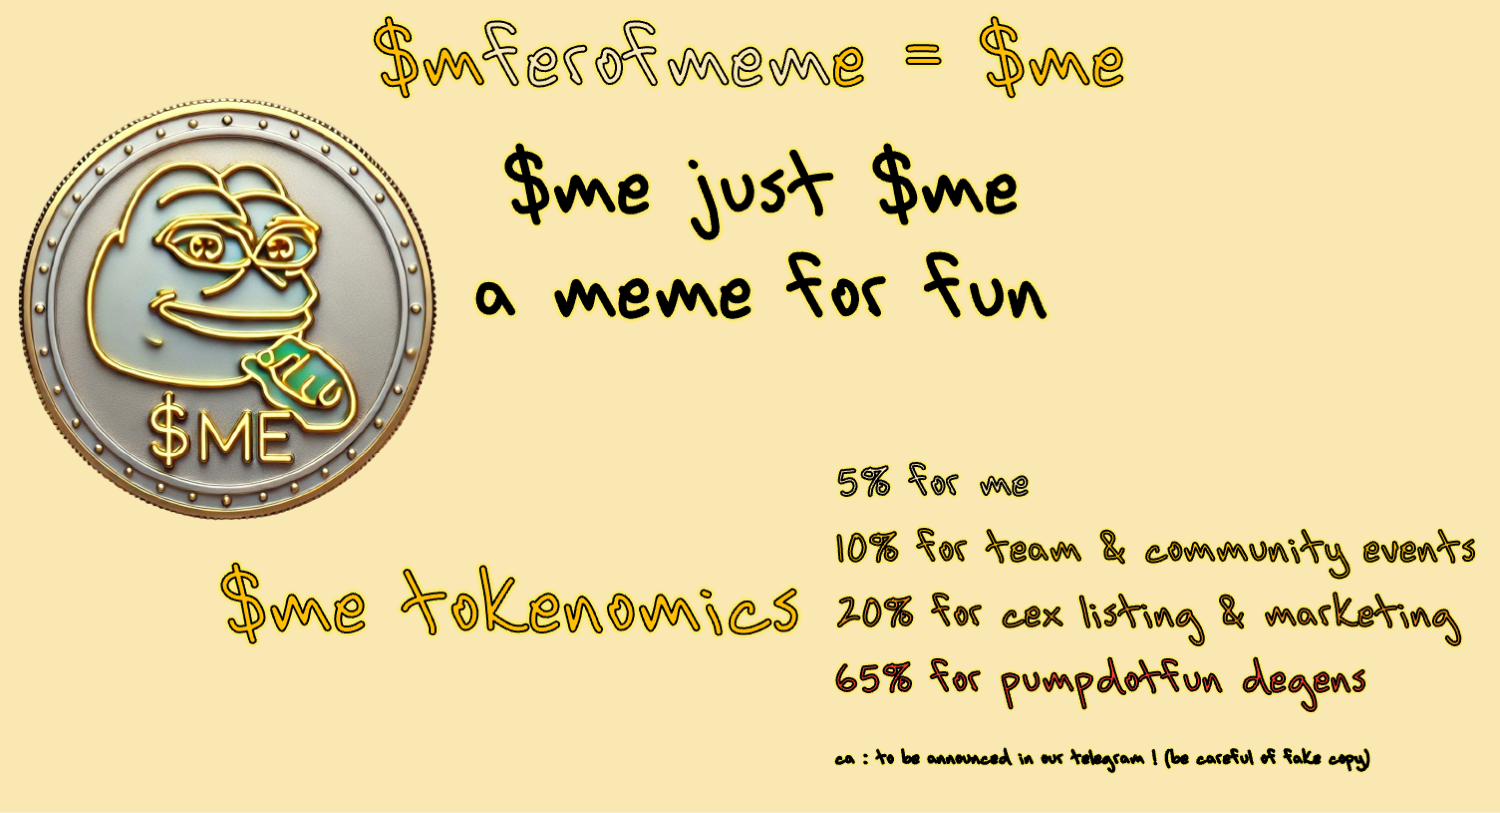 $mferofmeme = $me
$me just $me
a meme for fun
$ME
5% for me
10% for team & community events
$me tokenomics
20% for cex listing & marketing
65% for pumpdotfun degens
ca : to be announced in our telegram ! (be careful of fake copy)